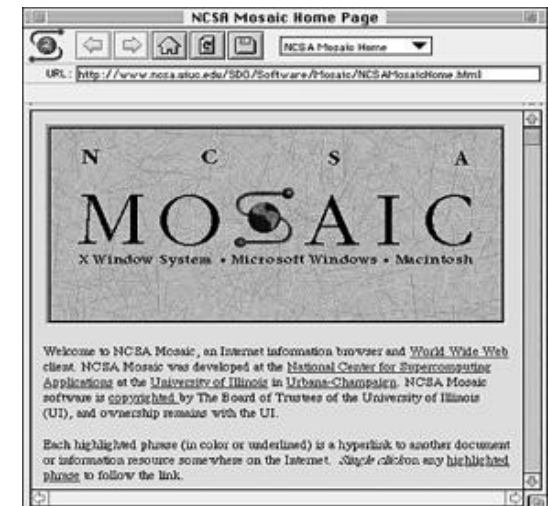 NCSA Mosaic Home Page
NCSA Mosaic Home
URL: http://www.ncsa.uiuc.edu/SDG/Software/Mosaic/NCSAMosaicHome.html
N C S A
MOSAIC
X Window System • Microsoft Windows • Macintosh
Welcome to NCSA Mosaic, an Internet information browser and World Wide Web
client. NCSA Mosaic was developed at the National Center for Supercomputing
Applications at the University of Illinois in Urbana-Champaign. NCSA Mosaic
software is copyrighted by The Board of Trustees of the University of Illinois
(UI), and ownership remains with the UI.
Each highlighted phrase (in color or underlined) is a hyperlink to another document
or information resource somewhere on the Internet. Single click on any highlighted
phrase to follow the link.